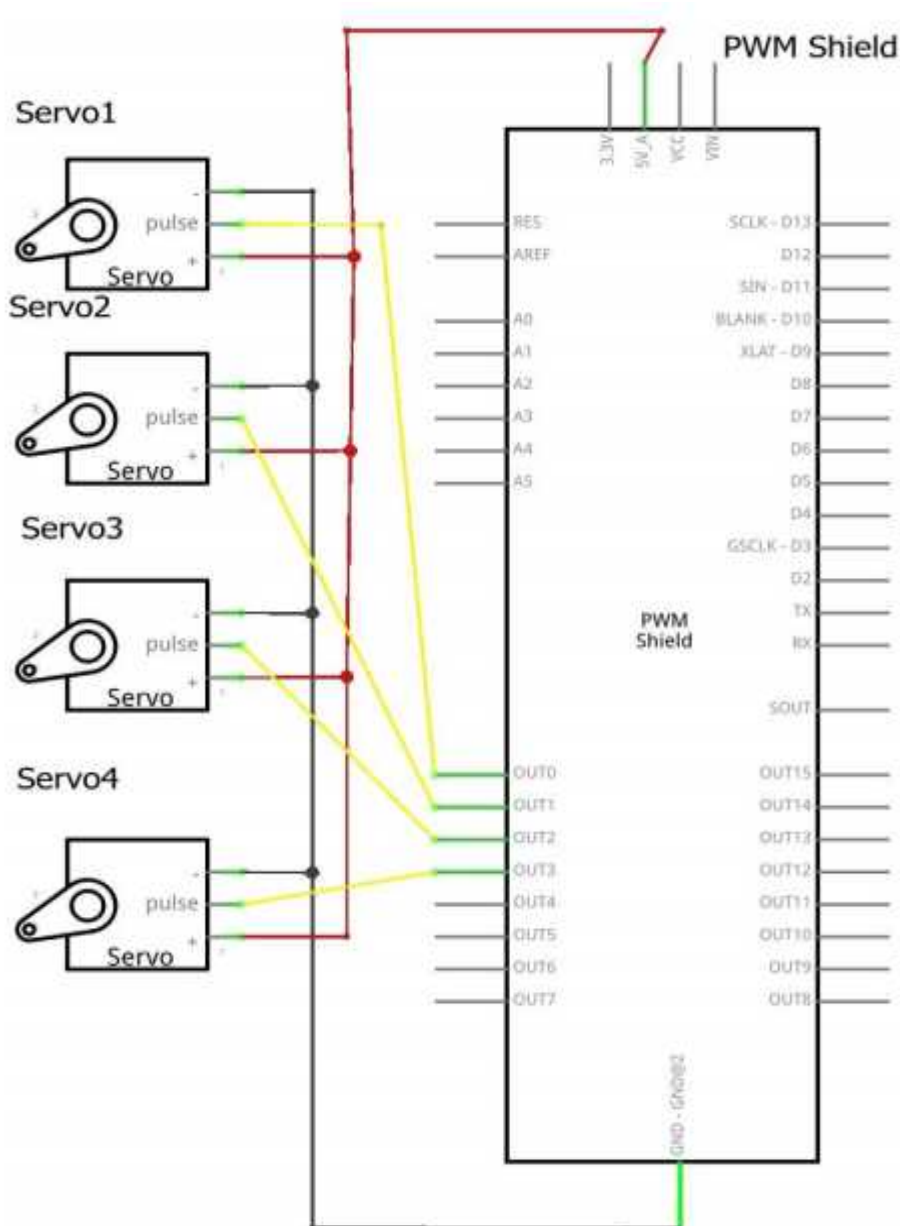 PWM Shield
Servo1
-
pulse
+
Servo
Servo2
-
pulse
+
Servo
Servo3
-
pulse
+
Servo
Servo4
-
pulse
+
Servo
3.3V
5V_A
VCC
VIN
RES
AREF
A0
A1
A2
A3
A4
A5
PWM
Shield
OUT0
OUT1
OUT2
OUT3
OUT4
OUT5
OUT6
OUT7
SCLK - D13
D12
SIN - D11
BLANK - D10
XLAT - D9
D8
D7
D6
D5
D4
GSCLK - D3
D2
TX
RX
SOUT
OUT15
OUT14
OUT13
OUT12
OUT11
OUT10
OUT9
OUT8
GND - GND@2